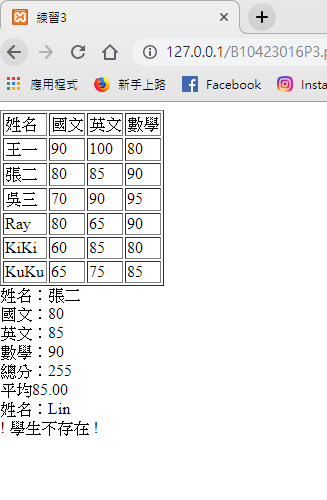 練習3
127.0.0.1/B10423016P3.p
應用程式 新手上路 Facebook Insta
姓名 國文 英文 數學
王一 90 100 80
張二 80 85 90
吳三 70 90 95
Ray 80 65 90
KiKi 60 85 80
KuKu 65 75 85
姓名：張二
國文：80
英文：85
數學：90
總分：255
平均85.00
姓名：Lin
! 學生不存在 !